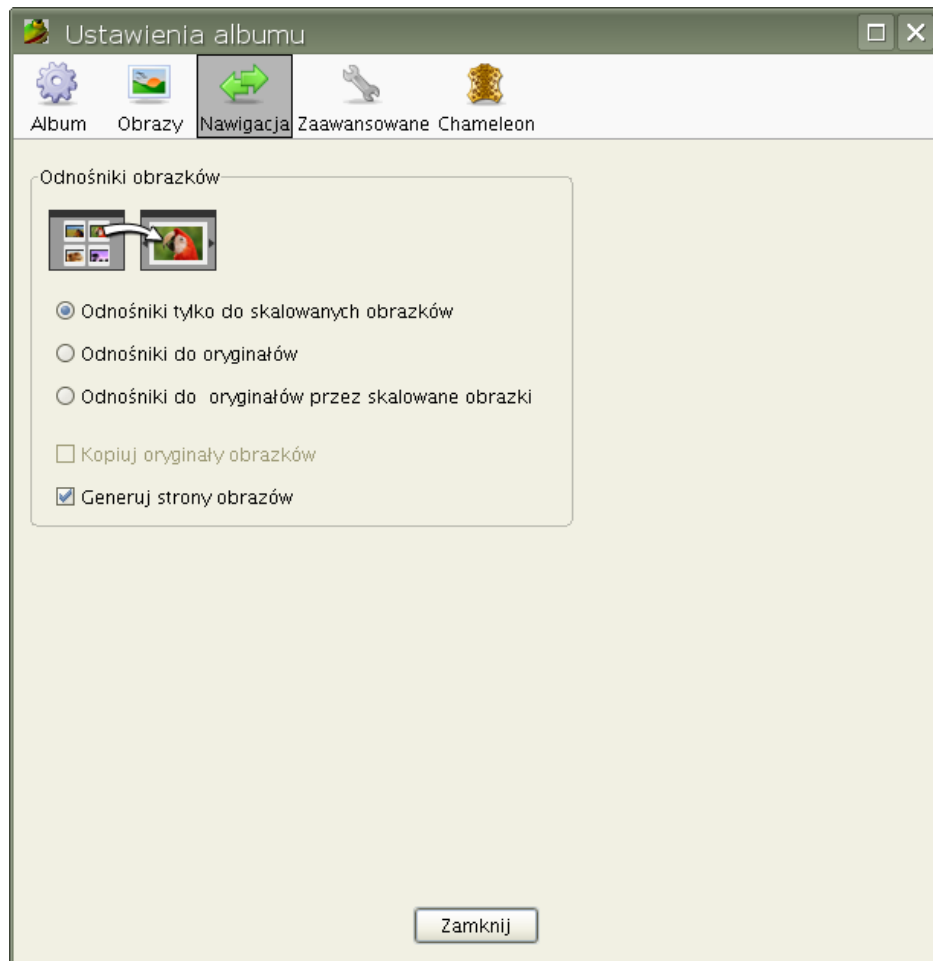 Ustawienia albumu
Album Obrazy Nawigacja Zaawansowane Chameleon
Odnośniki obrazków
Odnośniki tylko do skalowanych obrazków
Odnośniki do oryginałów
Odnośniki do oryginałów przez skalowane obrazki
Kopiuj oryginały obrazków
Generuj strony obrazów
Zamknij